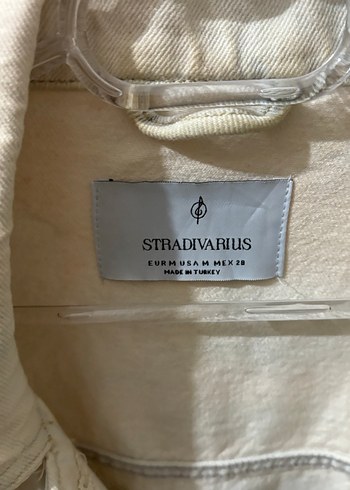 STRADIVARIUS
EUR M USA M MEX 28
MADE IN TURKEY